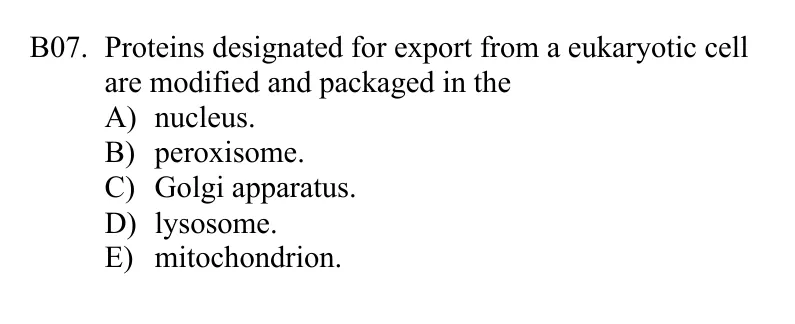 B07. Proteins designated for export from a eukaryotic cell
are modified and packaged in the
A) nucleus.
B) peroxisome.
C) Golgi apparatus.
D) lysosome.
E) mitochondrion.